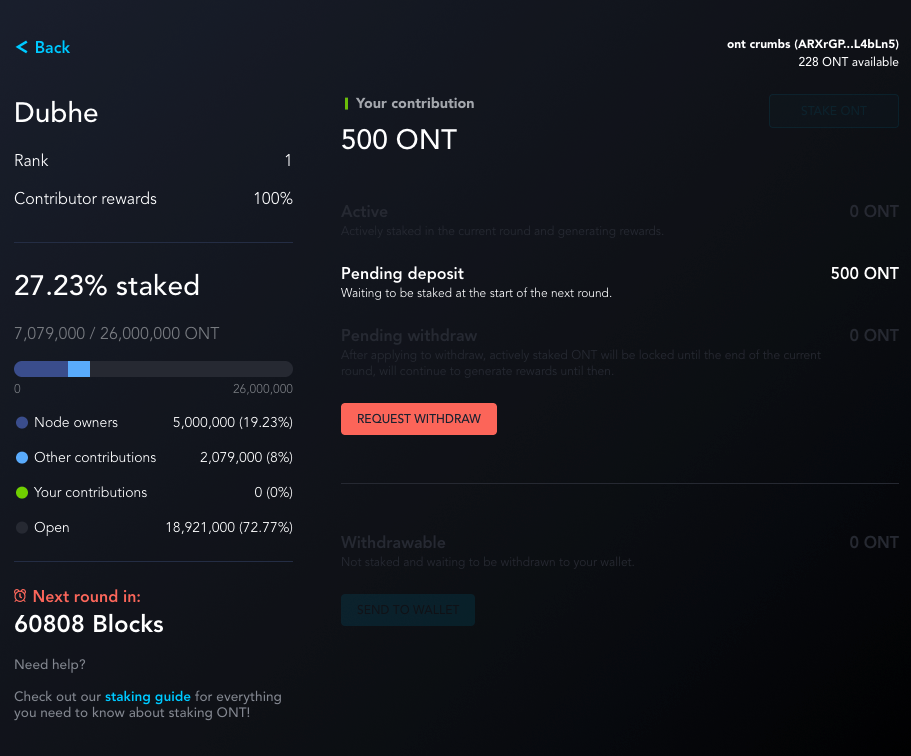 < Back
ont crumbs (ARXrGP...L4bLn5)
228 ONT available
Dubhe
Rank 1
Contributor rewards 100%
27.23% staked
7,079,000 / 26,000,000 ONT
0 26,000,000
Node owners 5,000,000 (19.23%)
Other contributions 2,079,000 (8%)
Your contributions 0 (0%)
Open 18,921,000 (72.77%)
Next round in:
60808 Blocks
Need help?
Check out our staking guide for everything
you need to know about staking ONT!
Your contribution
500 ONT
STAKE ONT
Active 0 ONT
Actively staked in the current round and generating rewards.
Pending deposit 500 ONT
Waiting to be staked at the start of the next round.
Pending withdraw 0 ONT
After applying to withdraw, actively staked ONT will be locked until the end of the current
round, will continue to generate rewards until then.
REQUEST WITHDRAW
Withdrawable 0 ONT
Not staked and waiting to be withdrawn to your wallet.
SEND TO WALLET